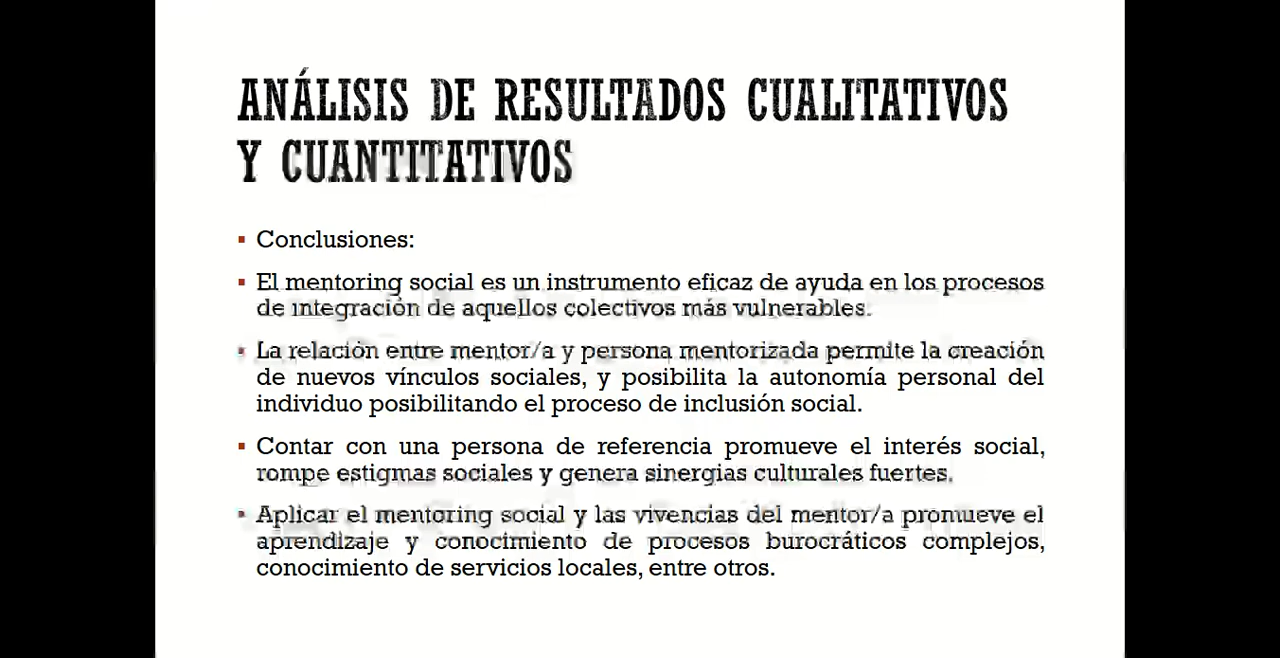 ANÁLISIS DE RESULTADOS CUALITATIVOS
Y CUANTITATIVOS
▪ Conclusiones:
▪ El mentoring social es un instrumento eficaz de ayuda en los procesos
de integración de aquellos colectivos más vulnerables.
▪ La relación entre mentor/a y persona mentorizada permite la creación
de nuevos vínculos sociales, y posibilita la autonomía personal del
individuo posibilitando el proceso de inclusión social.
▪ Contar con una persona de referencia promueve el interés social,
rompe estigmas sociales y genera sinergias culturales fuertes.
▪ Aplicar el mentoring social y las vivencias del mentor/a promueve el
aprendizaje y conocimiento de procesos burocráticos complejos,
conocimiento de servicios locales, entre otros.